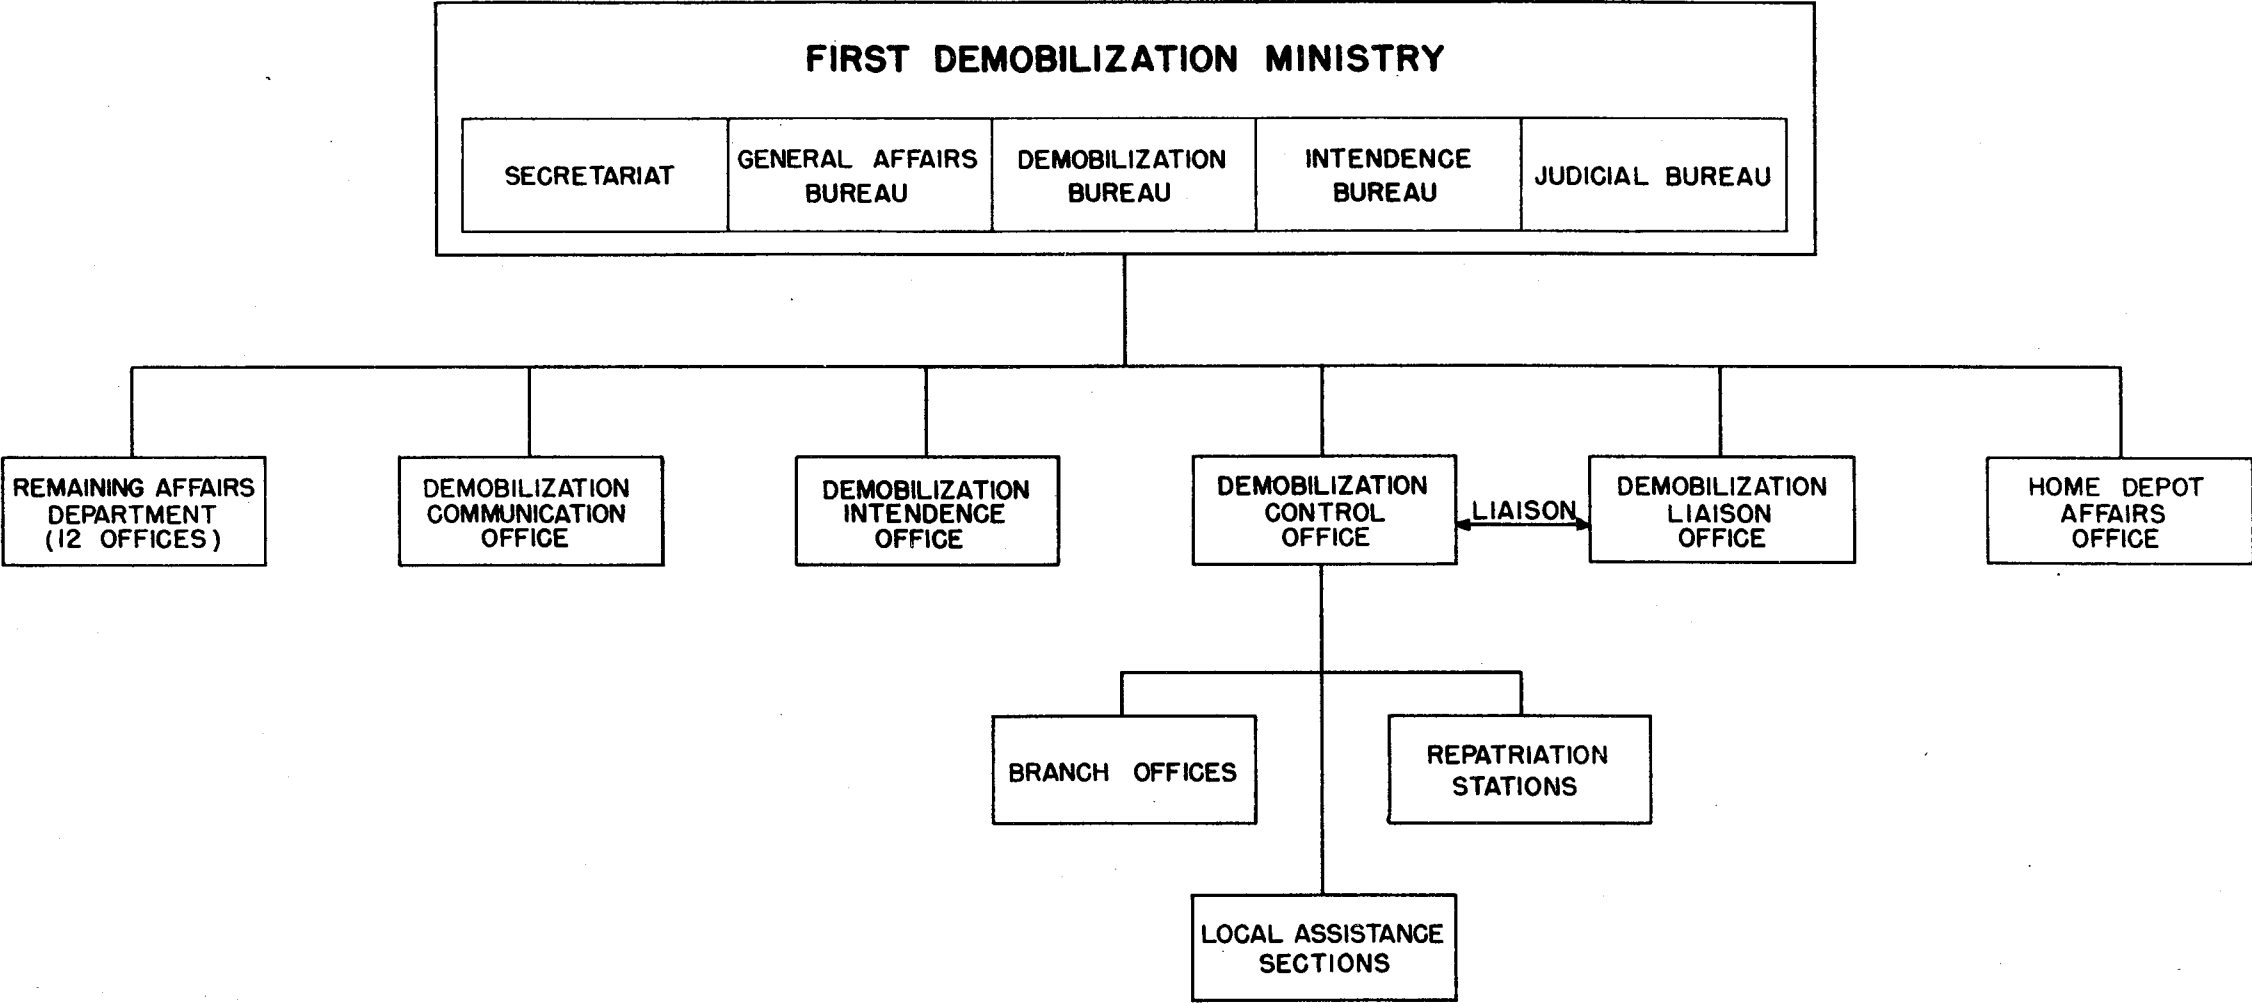 FIRST DEMOBILIZATION MINISTRY
SECRETARIAT
GENERAL AFFAIRS
BUREAU
DEMOBILIZATION
BUREAU
INTENDENCE
BUREAU
JUDICIAL BUREAU
REMAINING AFFAIRS
DEPARTMENT
(12 OFFICES)
DEMOBILIZATION
COMMUNICATION
OFFICE
DEMOBILIZATION
INTENDENCE
OFFICE
DEMOBILIZATION
CONTROL
OFFICE
LIAISON
DEMOBILIZATION
LIAISON
OFFICE
HOME DEPOT
AFFAIRS
OFFICE
BRANCH OFFICES
REPATRIATION
STATIONS
LOCAL ASSISTANCE
SECTIONS